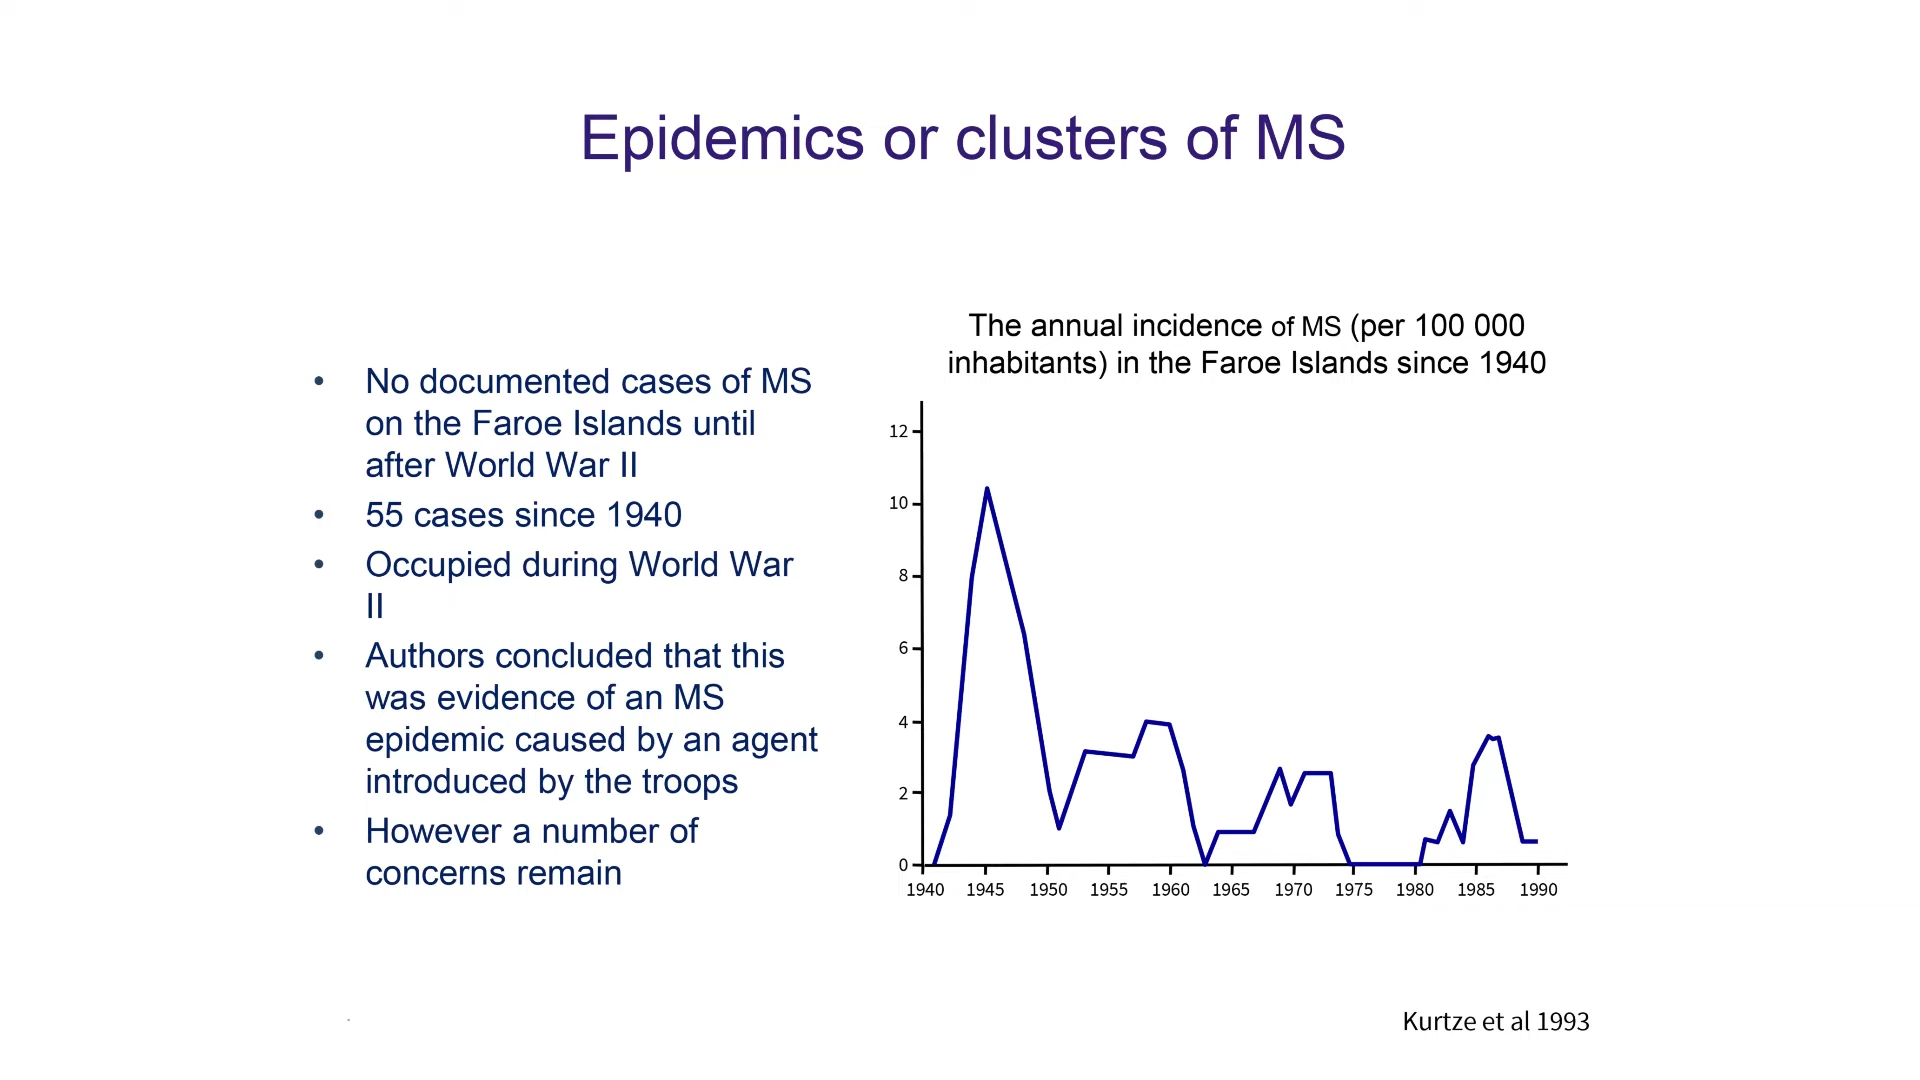 Epidemics or clusters of MS
• No documented cases of MS
on the Faroe Islands until
after World War II
• 55 cases since 1940
• Occupied during World War
II
• Authors concluded that this
was evidence of an MS
epidemic caused by an agent
introduced by the troops
• However a number of
concerns remain
The annual incidence of MS (per 100 000
inhabitants) in the Faroe Islands since 1940
12
10
8
6
4
2
0
1940 1945 1950 1955 1960 1965 1970 1975 1980 1985 1990
Kurtze et al 1993